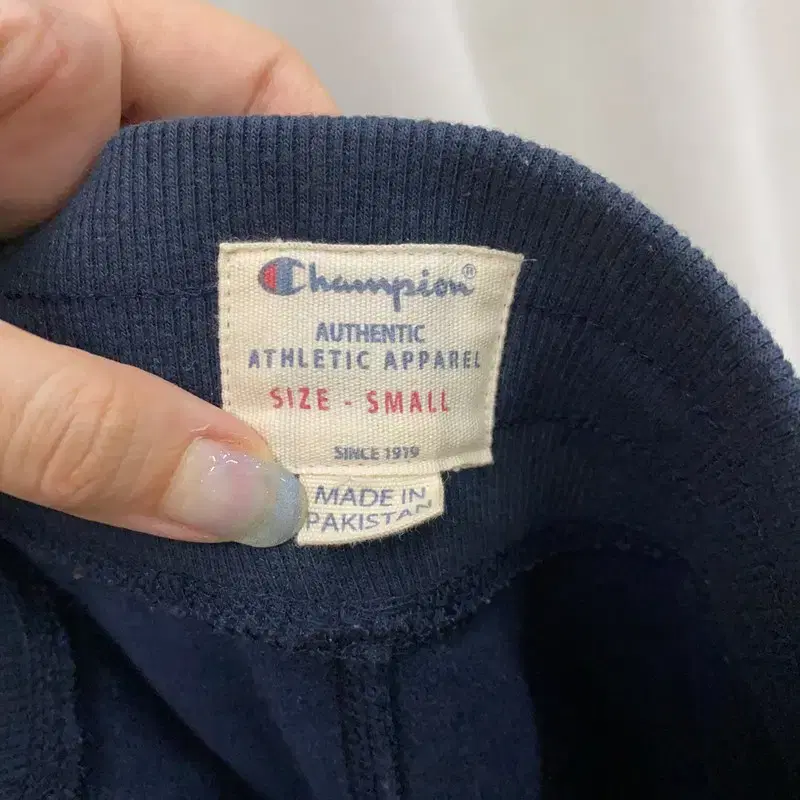 Champion®
AUTHENTIC
ATHLETIC APPAREL
SIZE - SMALL
SINCE 1919
MADE IN
PAKISTAN